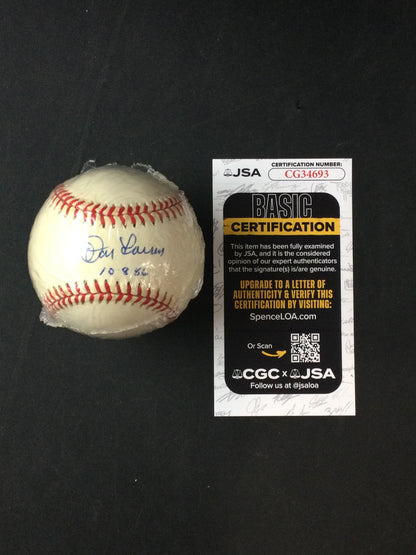 Don Larsen
10 8 56
JSA
CERTIFICATION NUMBER:
CG34693
BASIC
CERTIFICATION
This item has been fully examined
by JSA, and it is the considered
opinion of our expert authenticators
that the signature(s) is/are genuine.
UPGRADE TO A LETTER OF
AUTHENTICITY & VERIFY THIS
CERTIFICATION BY VISITING:
SpenceLOA.com
Or Scan
CGC x JSA
Follow us at @jsaloa